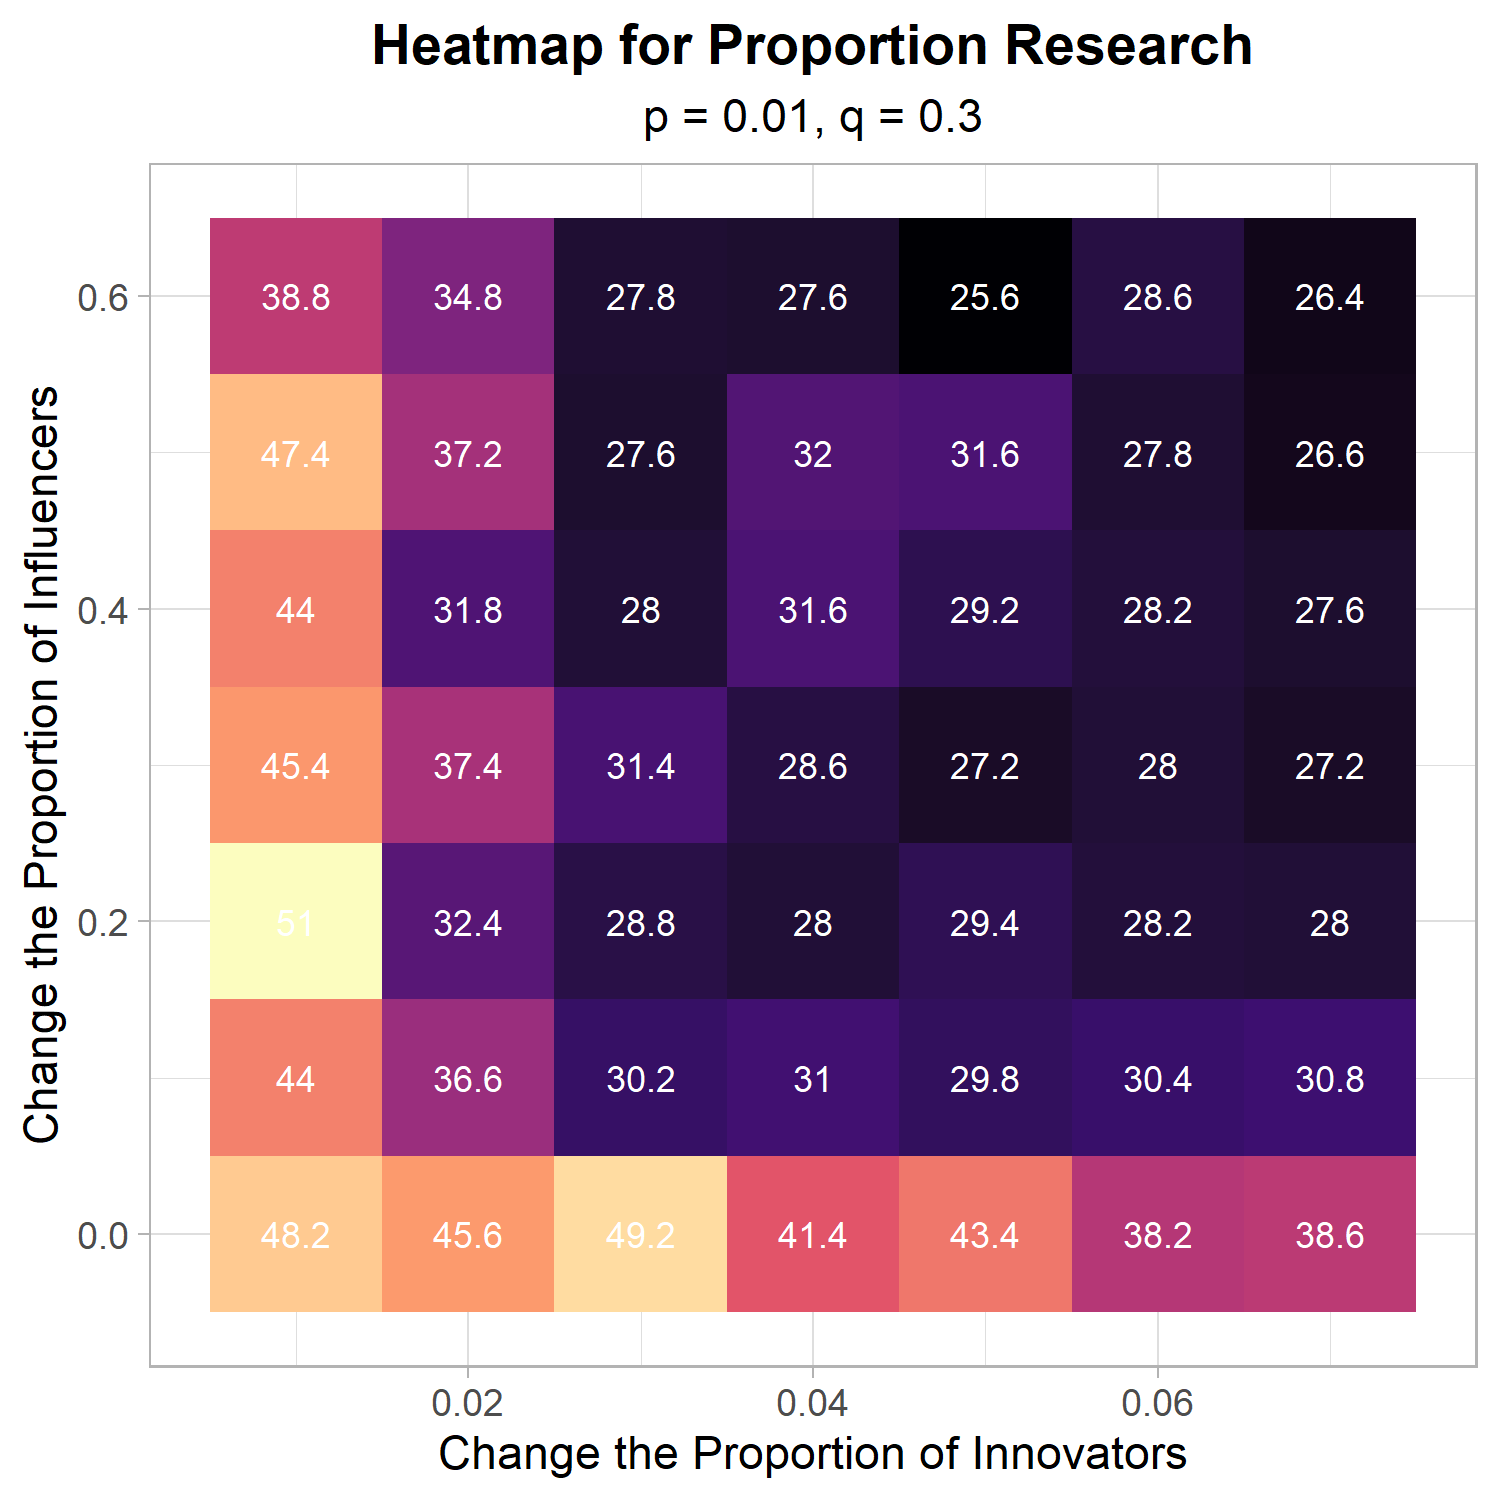 Heatmap for Proportion Research
p = 0.01, q = 0.3
Change the Proportion of Influencers
0.6
38.8 34.8 27.8 27.6 25.6 28.6 26.4
47.4 37.2 27.6 32 31.6 27.8 26.6
0.4
44 31.8 28 31.6 29.2 28.2 27.6
45.4 37.4 31.4 28.6 27.2 28 27.2
0.2
51 32.4 28.8 28 29.4 28.2 28
44 36.6 30.2 31 29.8 30.4 30.8
0.0
48.2 45.6 49.2 41.4 43.4 38.2 38.6
0.02 0.04 0.06
Change the Proportion of Innovators